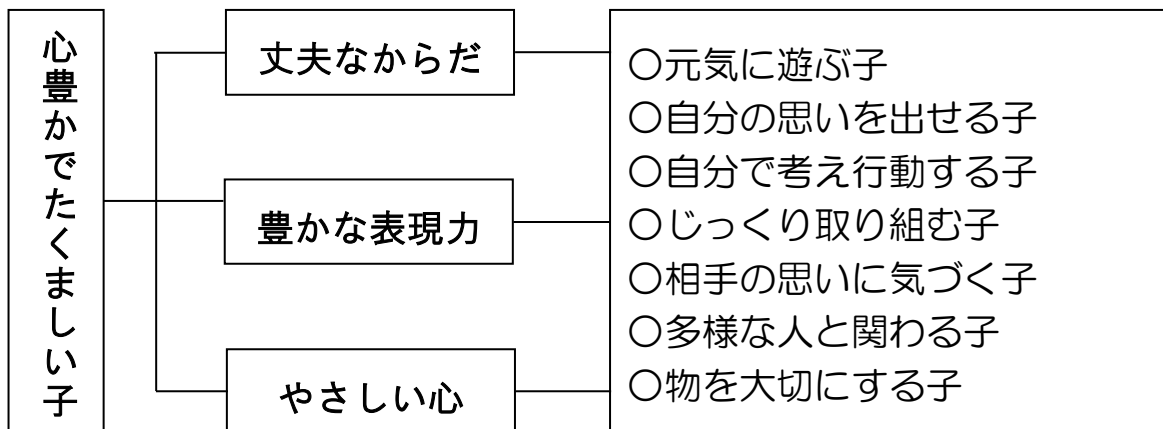 心豊かでたくましい子
丈夫なからだ
豊かな表現力
やさしい心
○元気に遊ぶ子
○自分の思いを出せる子
○自分で考え行動する子
○じっくり取り組む子
○相手の思いに気づく子
○多様な人と関わる子
○物を大切にする子